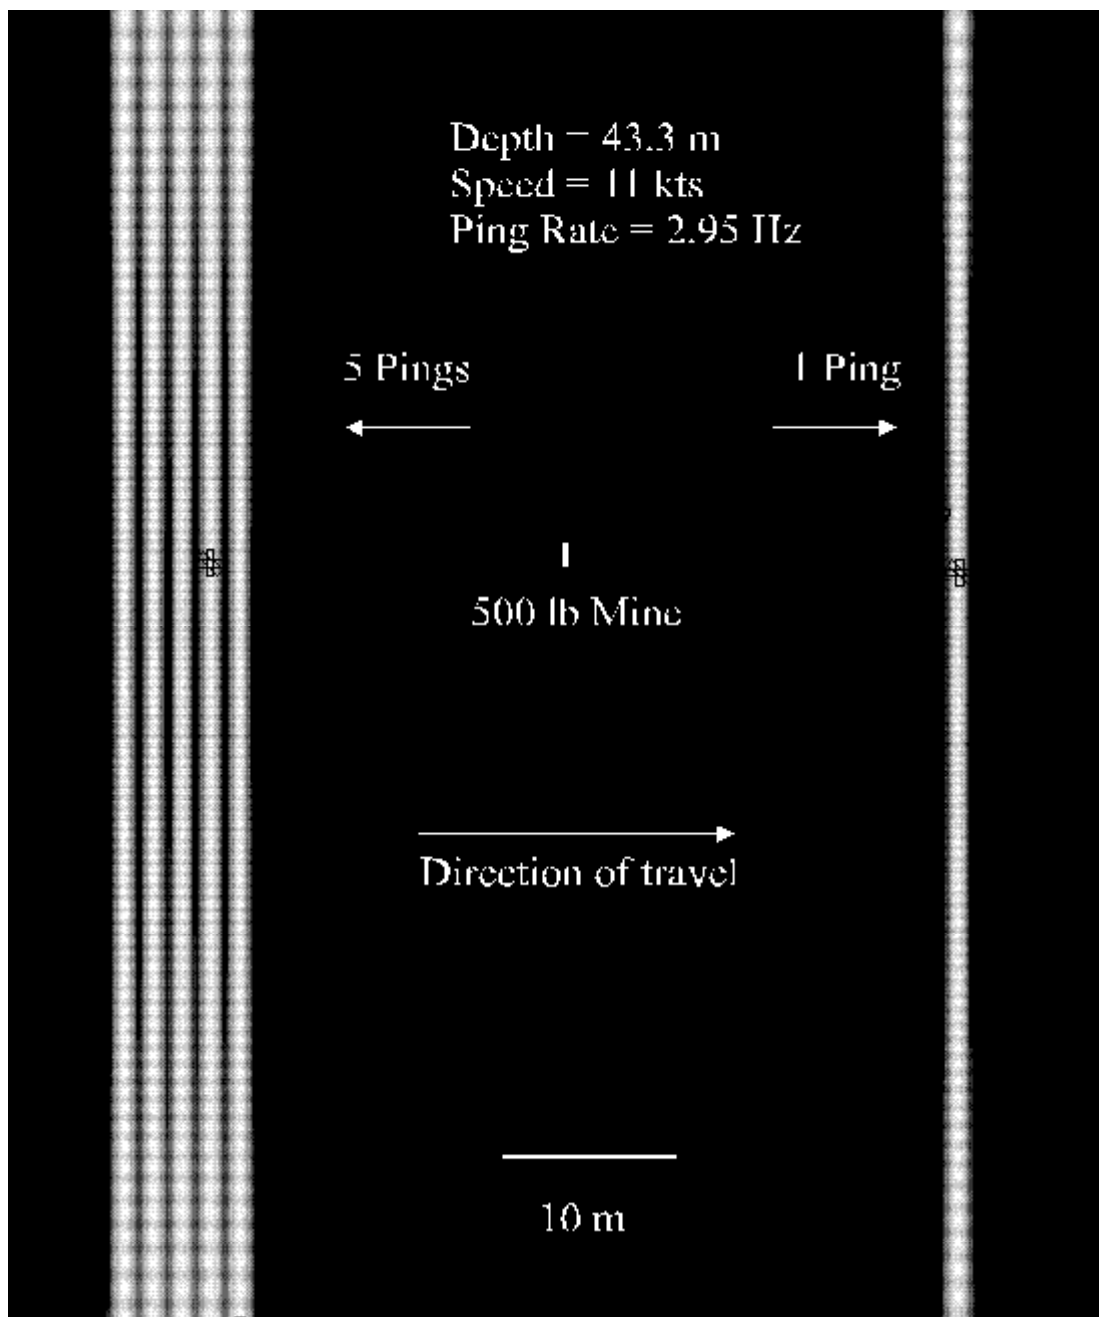 Depth = 43.3 m
Speed = 11 kts
Ping Rate = 2.95 Hz
5 Pings
1 Ping
500 lb Mine
Direction of travel
10 m